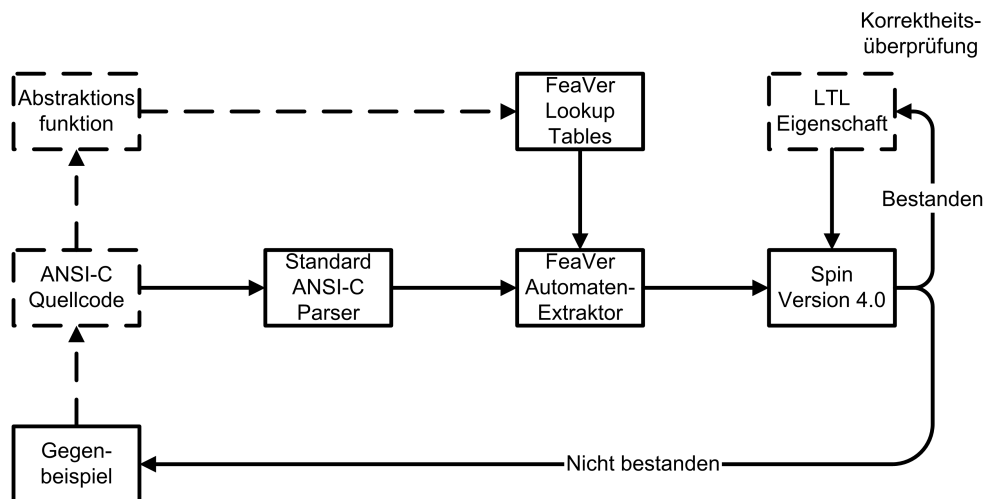 Korrektheits-
überprüfung
Abstraktions
funktion
FeaVer
Lookup
Tables
LTL
Eigenschaft
Bestanden
ANSI-C
Quellcode
Standard
ANSI-C
Parser
FeaVer
Automaten-
Extraktor
Spin
Version 4.0
Gegen-
beispiel
Nicht bestanden